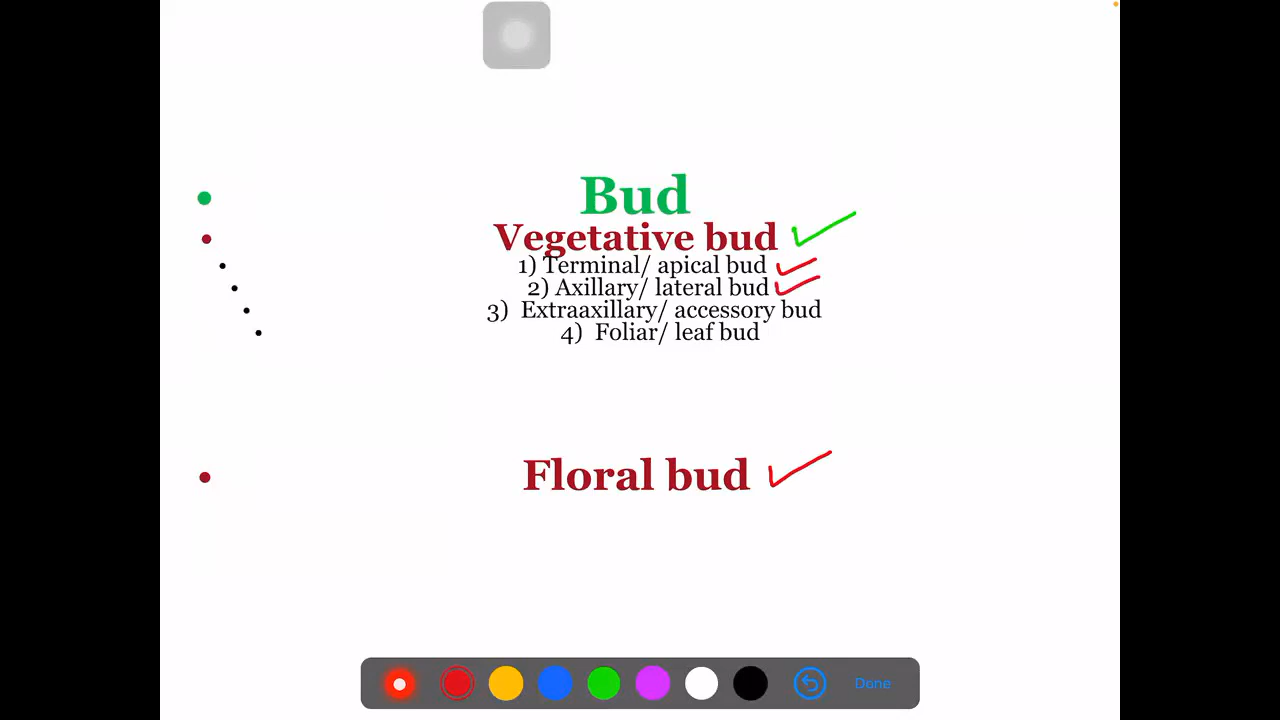 Bud
Vegetative bud
1) Terminal/ apical bud
2) Axillary/ lateral bud
3) Extraaxillary/ accessory bud
4) Foliar/ leaf bud
Floral bud
Done